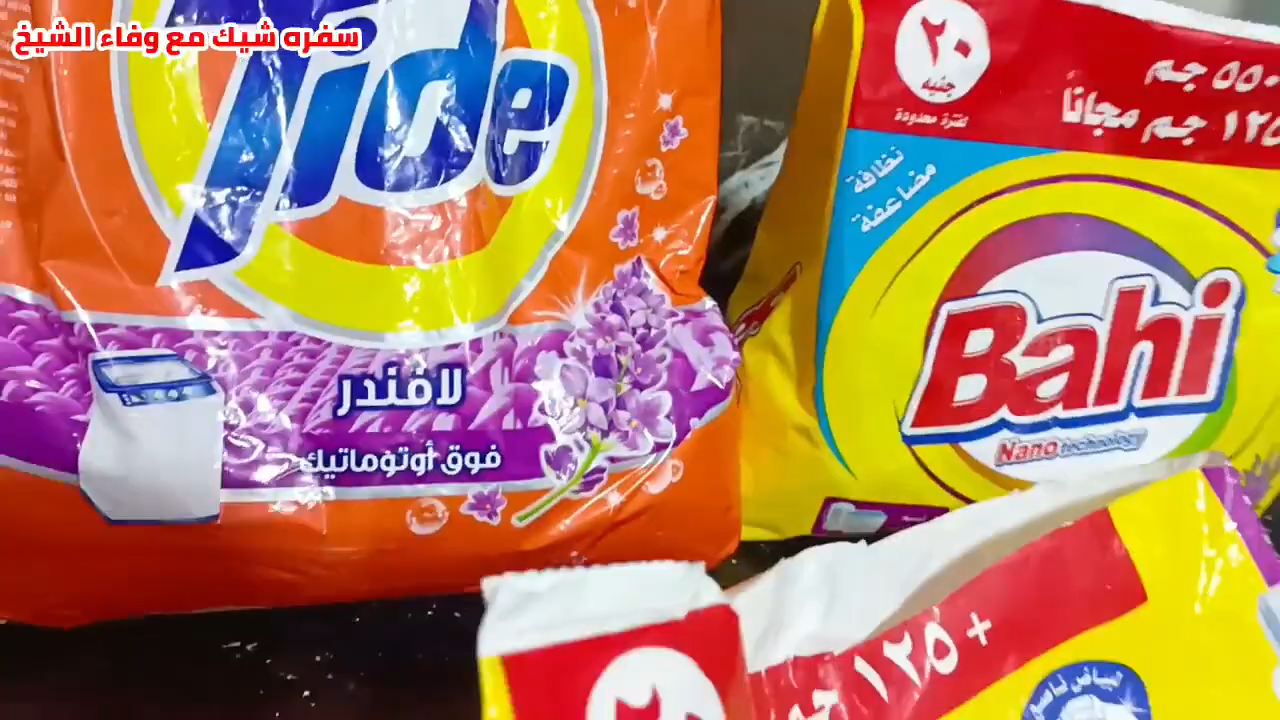 سفره شيك مع وفاء الشيخ
Tide
لافندر
فوق أوتوماتيك
٢٠
جنيه
لفترة محدودة
٥٥٠ جم
١٢٥ جم مجانا
نظافة
مضاعفة
Bahi
Nano technology
+ ١٢٥ جم